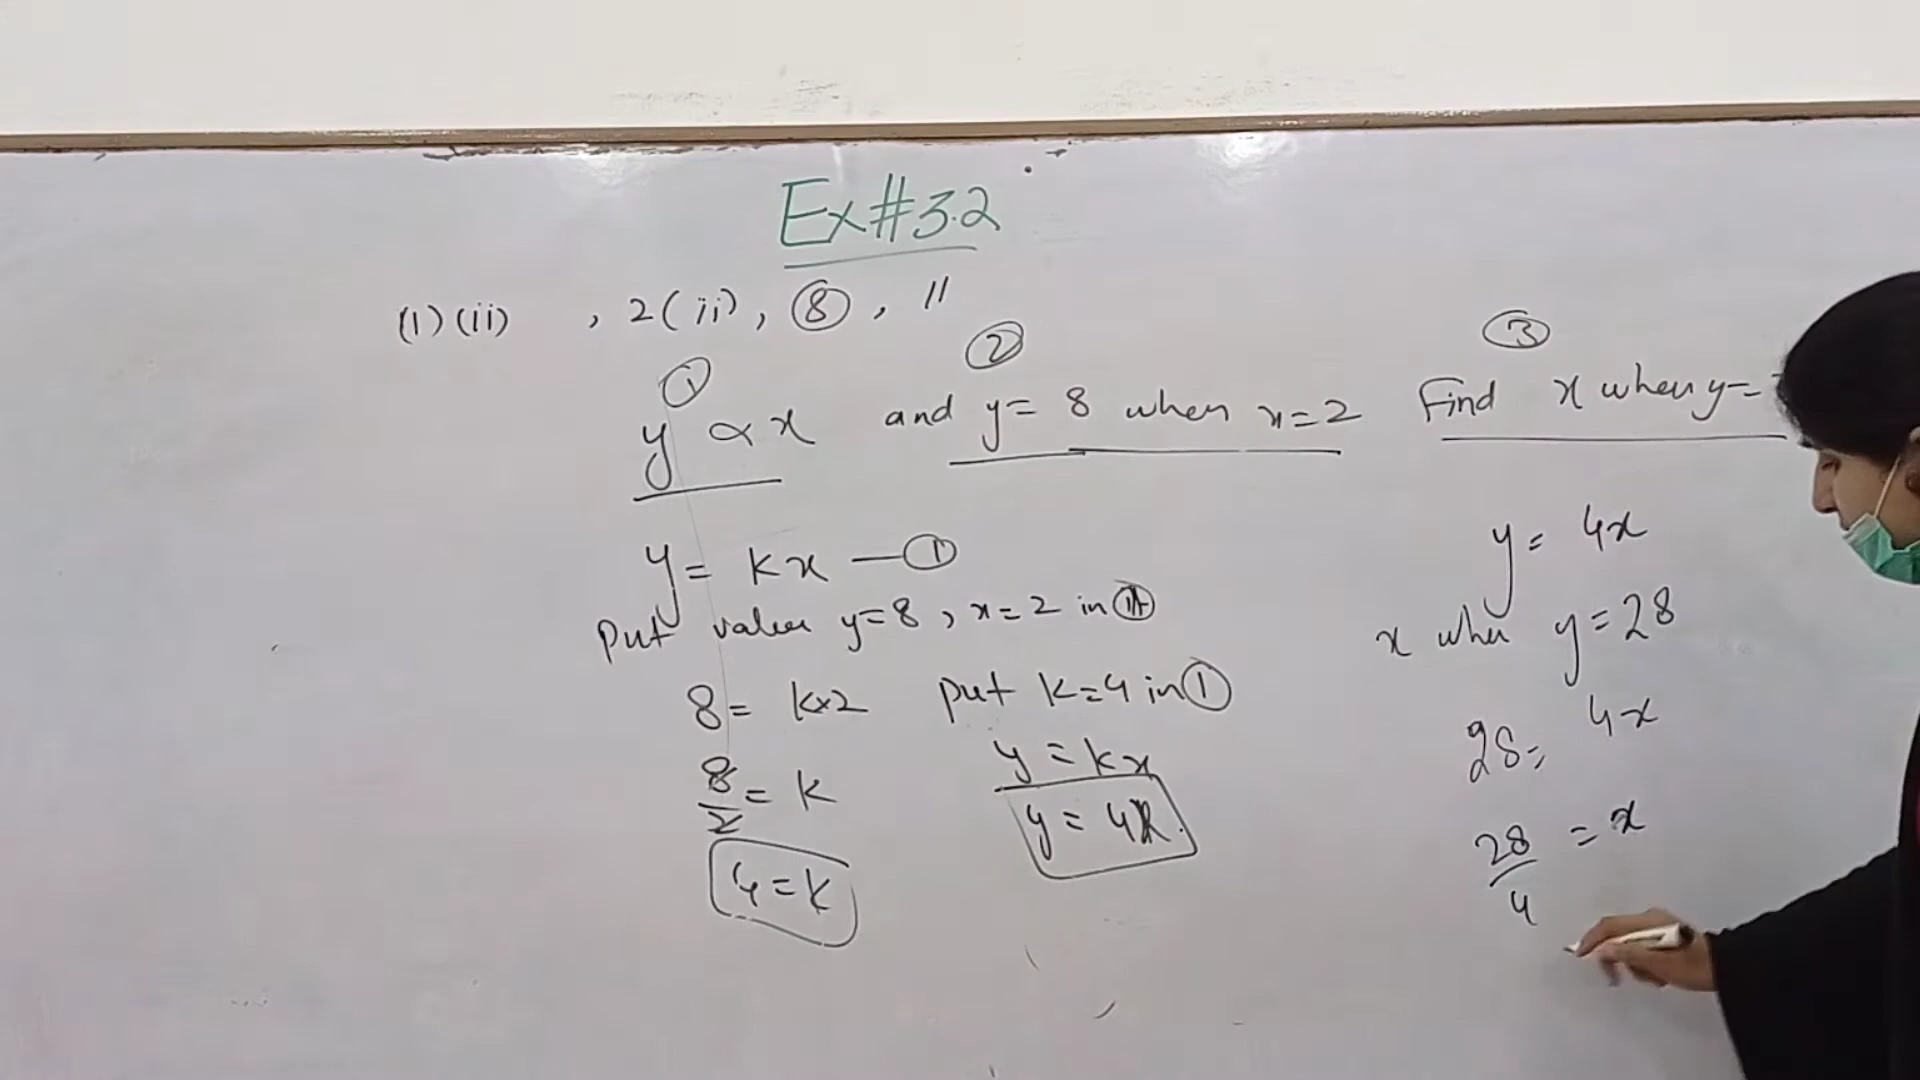 Ex#3.2
(1)(ii) , 2(ii), ⑧, 11
① ② ③
y ∝ x and y= 8 when x=2 Find x when y=
y= kx —①
Put values y=8, x=2 in ①
8= k×2 put k=4 in ①
8/2 = k
4=k
y = kx
y = 4x.
y= 4x
x when y=28
28= 4x
28/4 = x